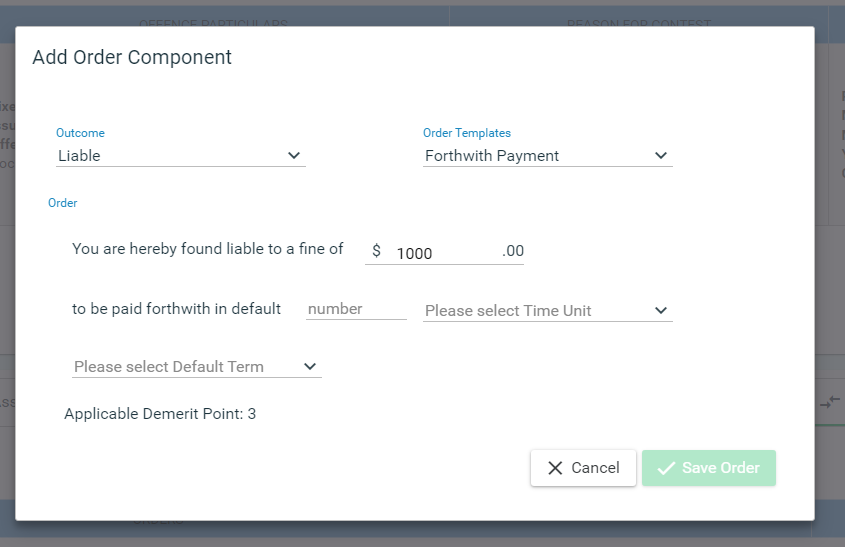 OFFENCE PARTICULARS REASON FOR CONTEST
Add Order Component
Outcome Order Templates
Liable Forthwith Payment
Order
You are hereby found liable to a fine of $ 1000 .00
to be paid forthwith in default number Please select Time Unit
Please select Default Term
Applicable Demerit Point: 3
Cancel Save Order
ORDERS